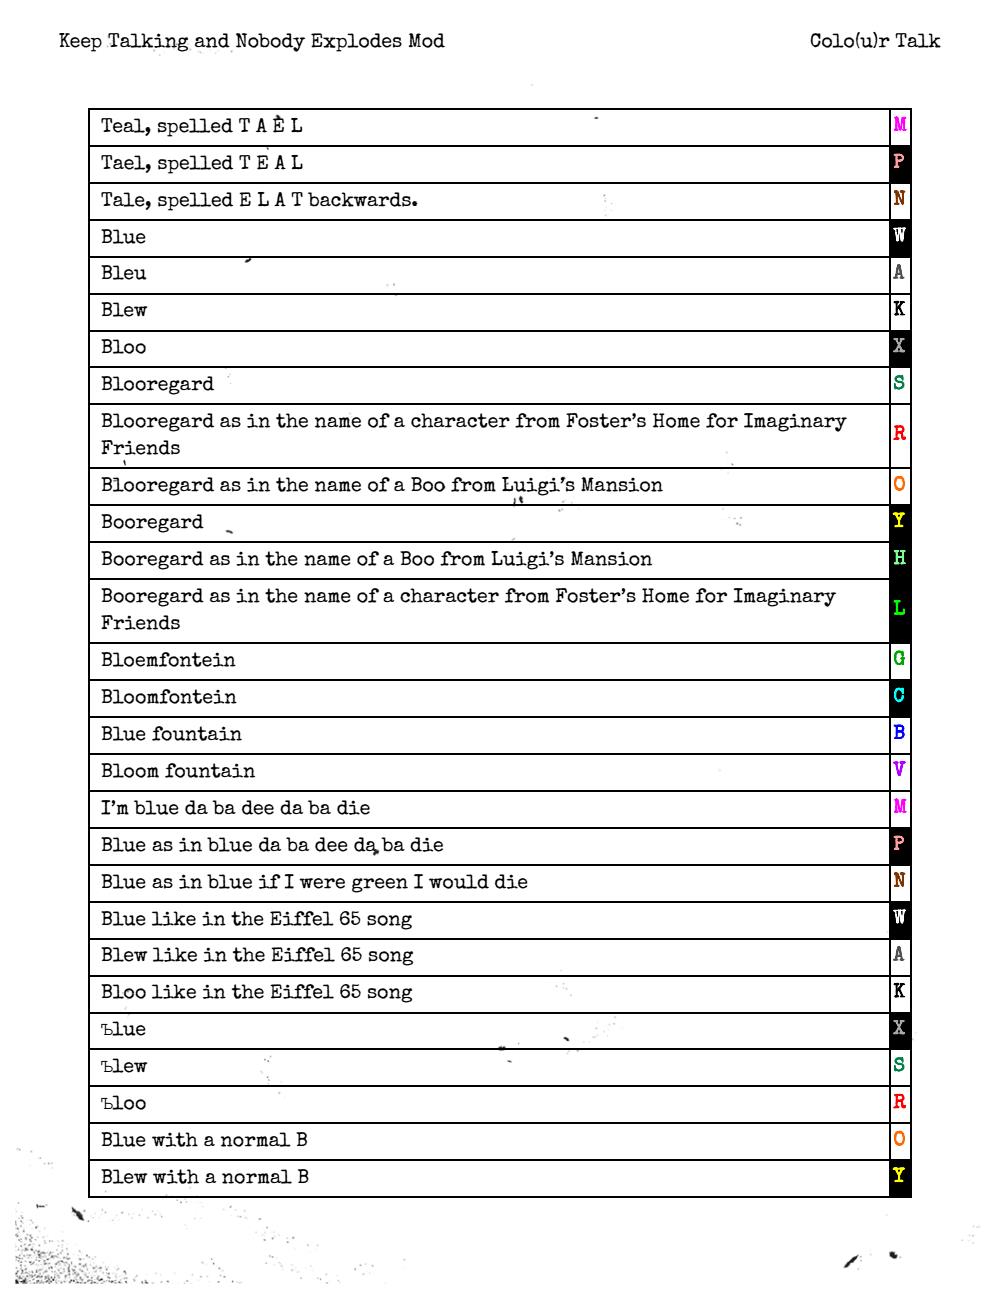 Keep Talking and Nobody Explodes Mod Colo(u)r Talk
Teal, spelled T A E L M
Tael, spelled T E A L P
Tale, spelled E L A T backwards. N
Blue W
Bleu A
Blew K
Bloo X
Blooregard S
Blooregard as in the name of a character from Foster's Home for Imaginary
Friends R
Blooregard as in the name of a Boo from Luigi's Mansion O
Booregard Y
Booregard as in the name of a Boo from Luigi's Mansion H
Booregard as in the name of a character from Foster's Home for Imaginary
Friends L
Bloemfontein G
Bloomfontein C
Blue fountain B
Bloom fountain V
I'm blue da ba dee da ba die M
Blue as in blue da ba dee da ba die P
Blue as in blue if I were green I would die N
Blue like in the Eiffel 65 song W
Blew like in the Eiffel 65 song A
Bloo like in the Eiffel 65 song K
Ъlue X
Ъlew S
Ъloo R
Blue with a normal B O
Blew with a normal B Y